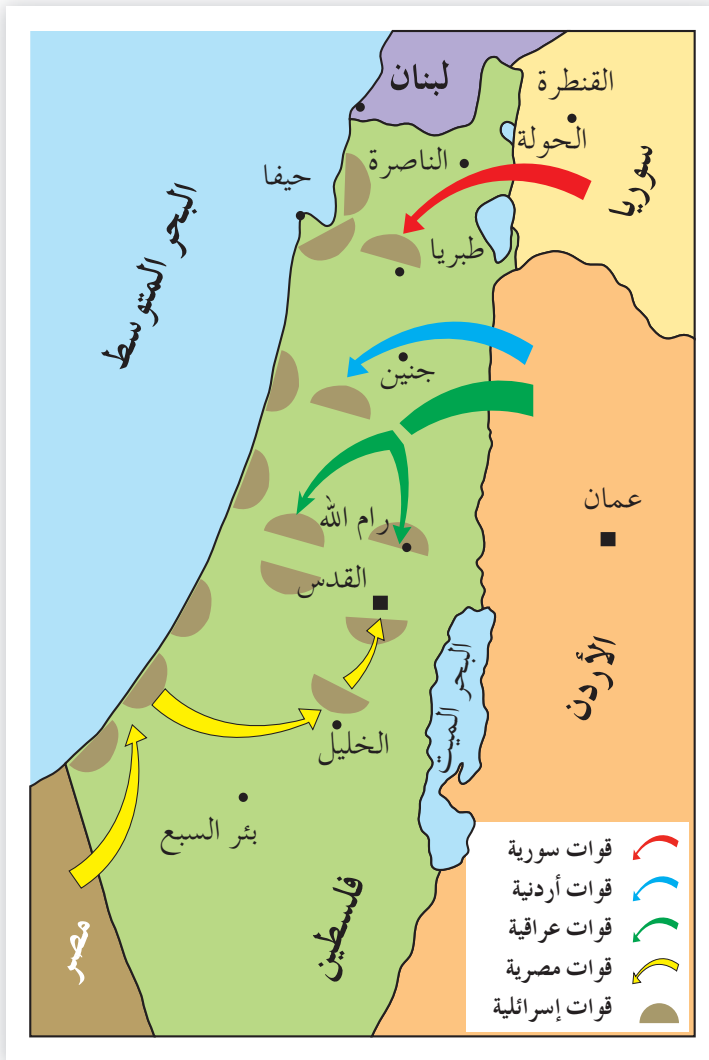 لبنان
القنطرة
الحولة
سوريا
الناصرة
حيفا
طبريا
البحر المتوسط
جنين
عمان
رام الله
القدس
الأردن
البحر الميت
الخليل
بئر السبع
فلسطين
مصر
قوات سورية
قوات أردنية
قوات عراقية
قوات مصرية
قوات إسرائلية